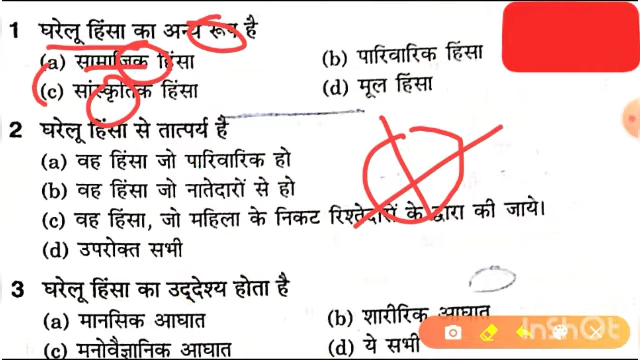 1 घरेलू हिंसा का अन्य रूप है
(a) सामाजिक हिंसा (b) पारिवारिक हिंसा
(c) सांस्कृतिक हिंसा (d) मूल हिंसा
2 घरेलू हिंसा से तात्पर्य है
(a) वह हिंसा जो पारिवारिक हो
(b) वह हिंसा जो नातेदारों से हो
(c) वह हिंसा, जो महिला के निकट रिश्तेदारों के द्वारा की जाये।
(d) उपरोक्त सभी
3 घरेलू हिंसा का उद्देश्य होता है
(a) मानसिक आघात (b) शारीरिक आघात
(c) मनोवैज्ञानिक आघात (d) ये सभी
InShOt